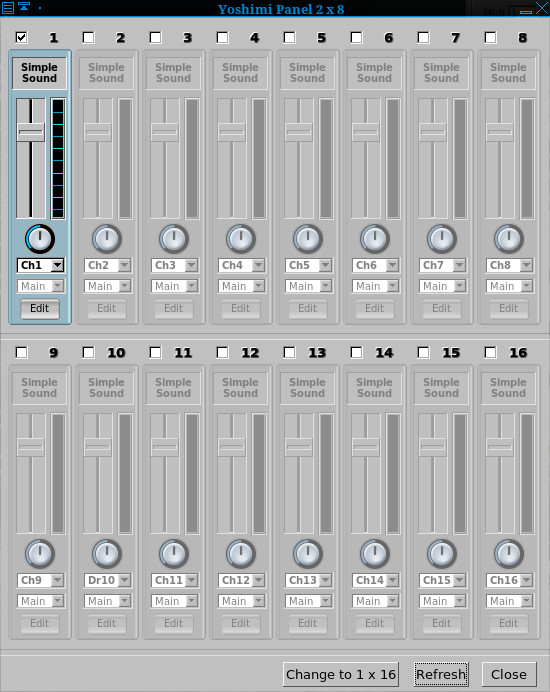 Yoshimi Panel 2 x 8
1 2 3 4 5 6 7 8
Simple Simple Simple Simple Simple Simple Simple Simple
Sound Sound Sound Sound Sound Sound Sound Sound
Ch1 Ch2 Ch3 Ch4 Ch5 Ch6 Ch7 Ch8
Main Main Main Main Main Main Main Main
Edit Edit Edit Edit Edit Edit Edit Edit
9 10 11 12 13 14 15 16
Simple Simple Simple Simple Simple Simple Simple Simple
Sound Sound Sound Sound Sound Sound Sound Sound
Ch9 Dr10 Ch11 Ch12 Ch13 Ch14 Ch15 Ch16
Main Main Main Main Main Main Main Main
Edit Edit Edit Edit Edit Edit Edit Edit
Change to 1 x 16 Refresh Close